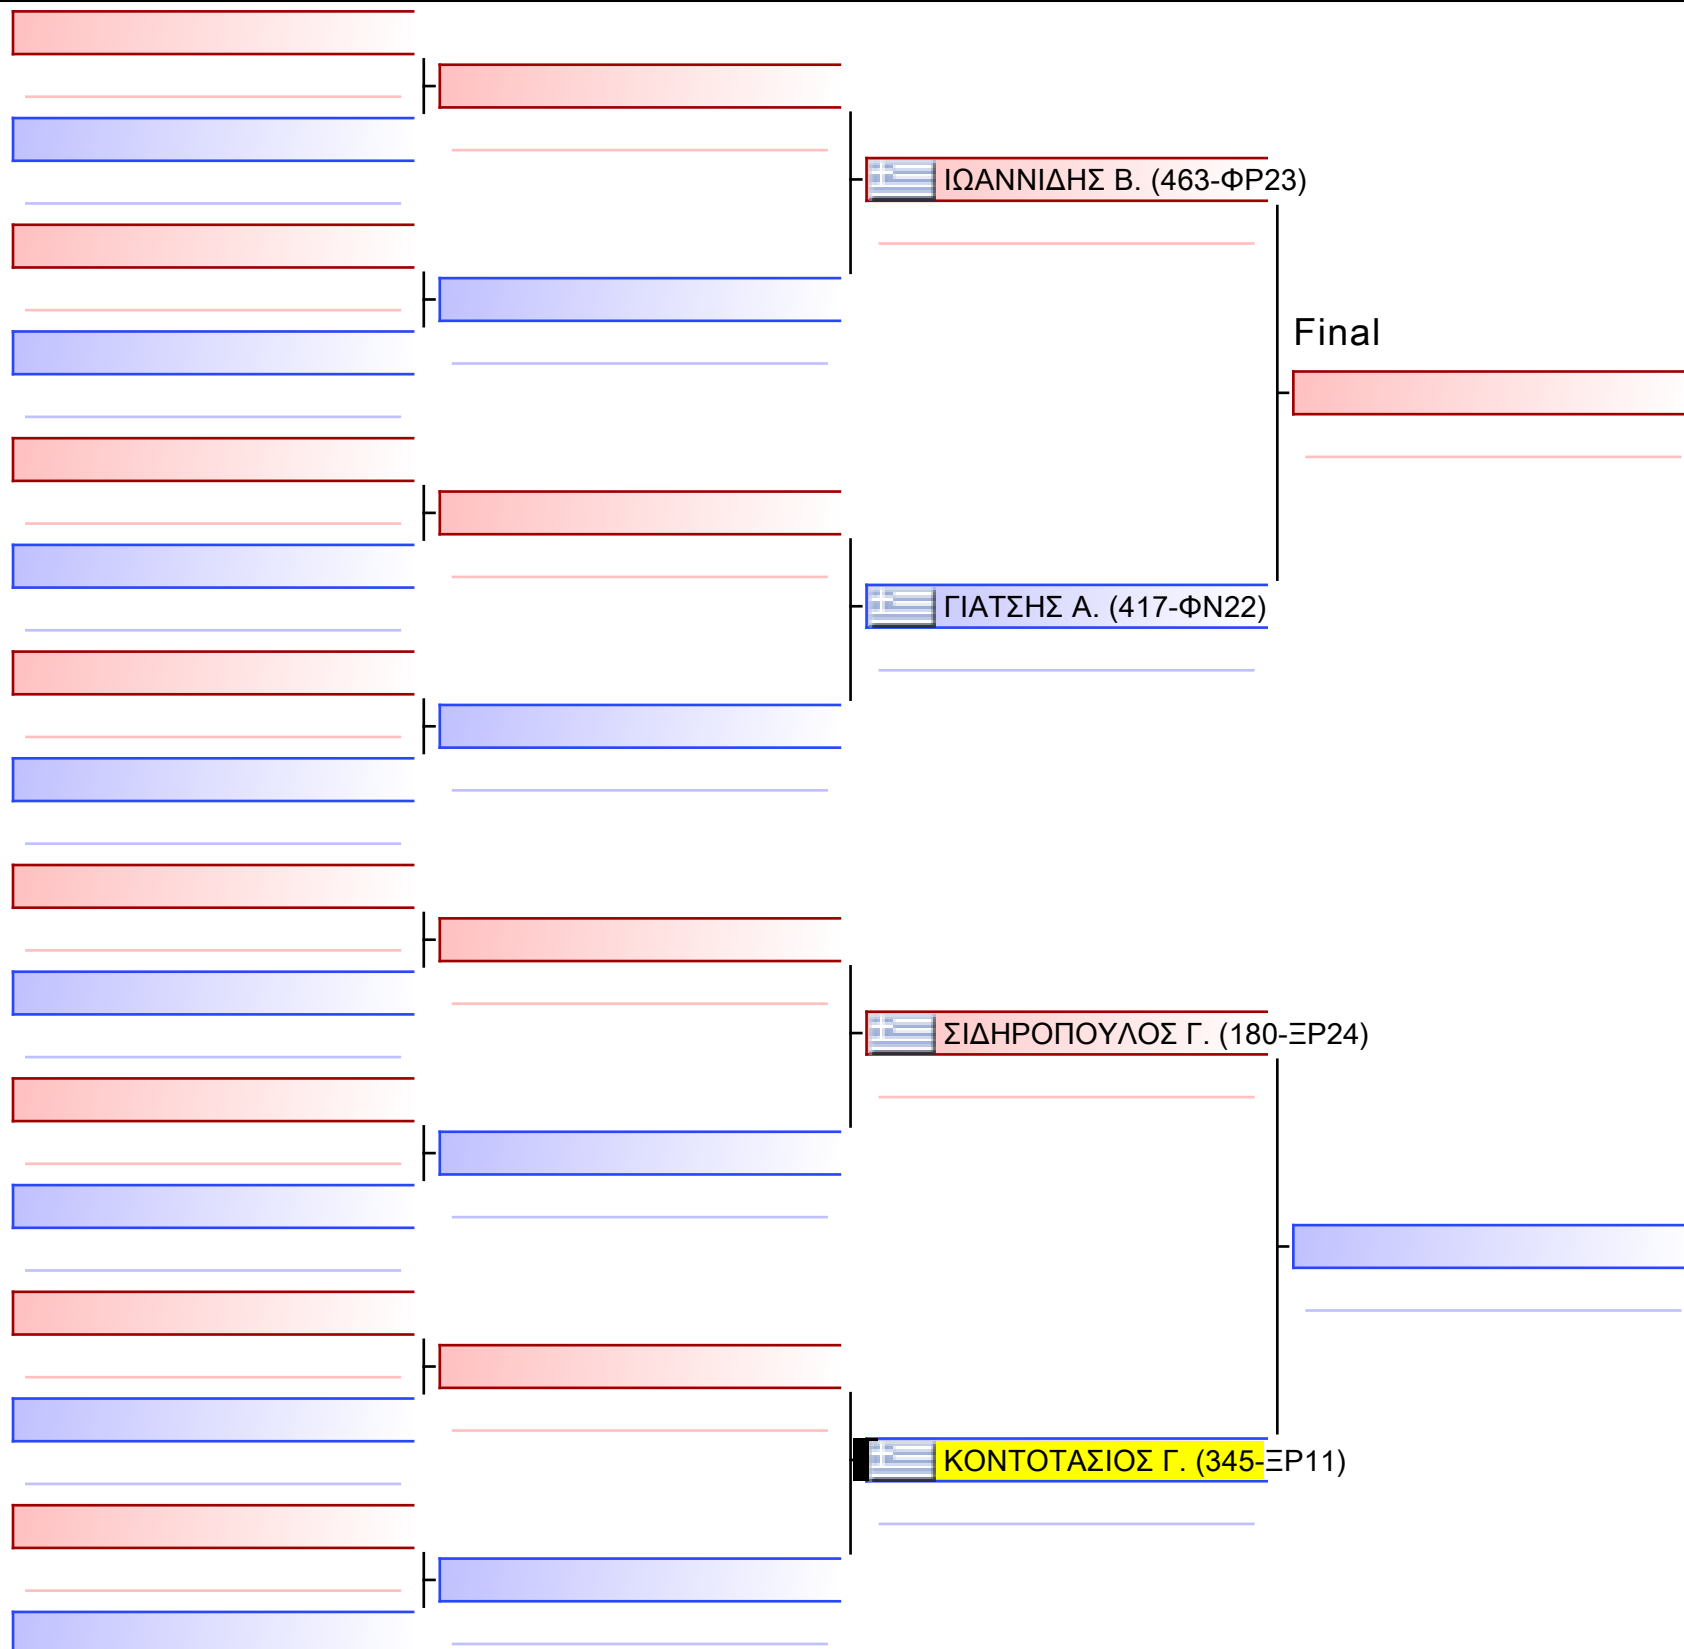 ΙΩΑΝΝΙΔΗΣ Β. (463-ΦΡ23)
Final
ΓΙΑΤΣΗΣ Α. (417-ΦΝ22)
ΣΙΔΗΡΟΠΟΥΛΟΣ Γ. (180-ΞΡ24)
ΚΟΝΤΟΤΑΣΙΟΣ Γ. (345-ΞΡ11)